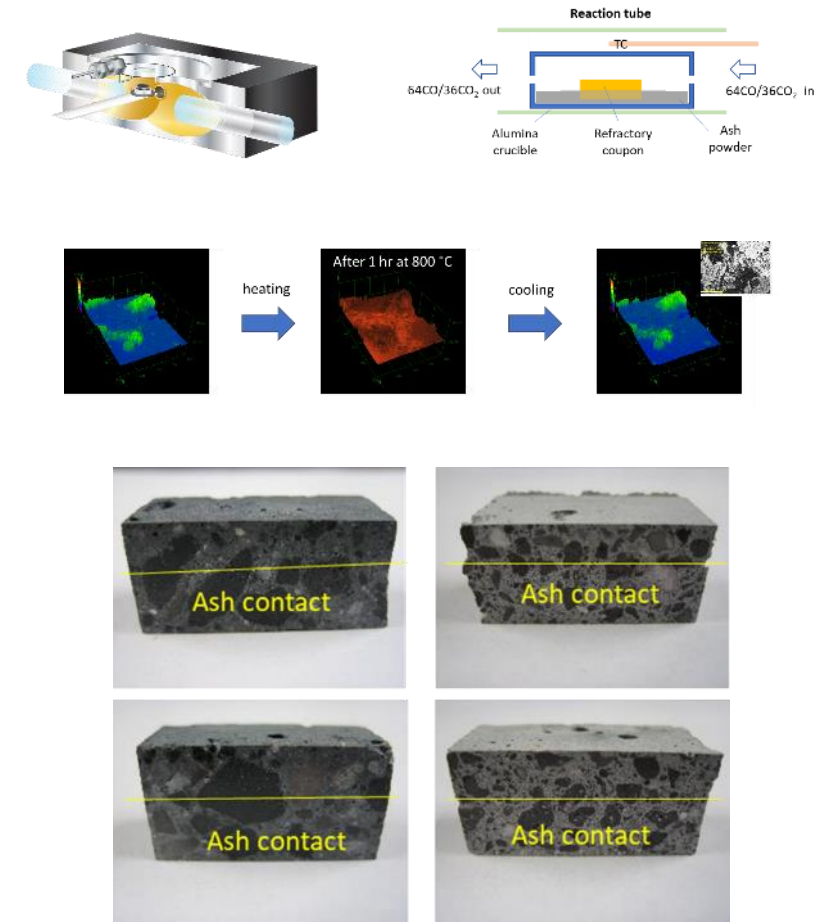 Reaction tube
TC
64CO/36CO₂ out
64CO/36CO₂ in
Alumina
crucible
Refractory
coupon
Ash
powder
heating
After 1 hr at 800 °C
cooling
Ash contact
Ash contact
Ash contact
Ash contact